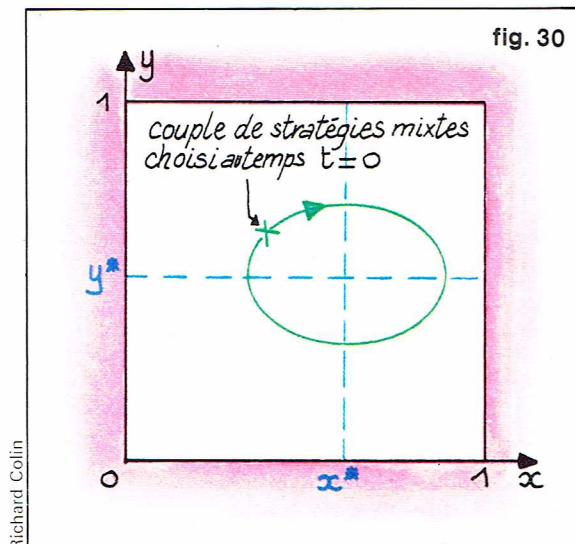 fig. 30
y
1
couple de stratégies mixtes
choisi au temps t=0
y*
0
x*
1
x
Richard Colin